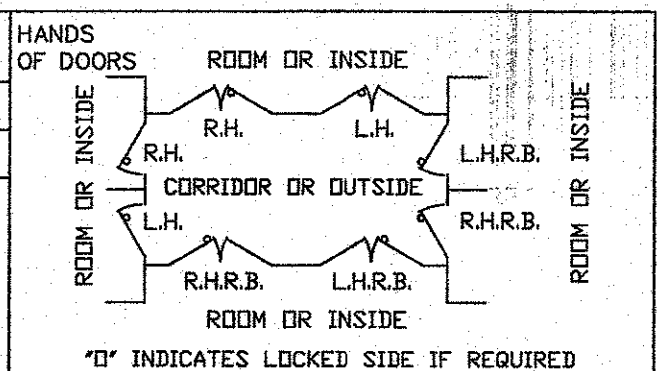 HANDS
OF DOORS
ROOM OR INSIDE
ROOM OR INSIDE
R.H.
L.H.
R.H.
L.H.R.B.
ROOM OR INSIDE
CORRIDOR OR OUTSIDE
L.H.
R.H.R.B.
R.H.R.B.
L.H.R.B.
ROOM OR INSIDE
"O" INDICATES LOCKED SIDE IF REQUIRED